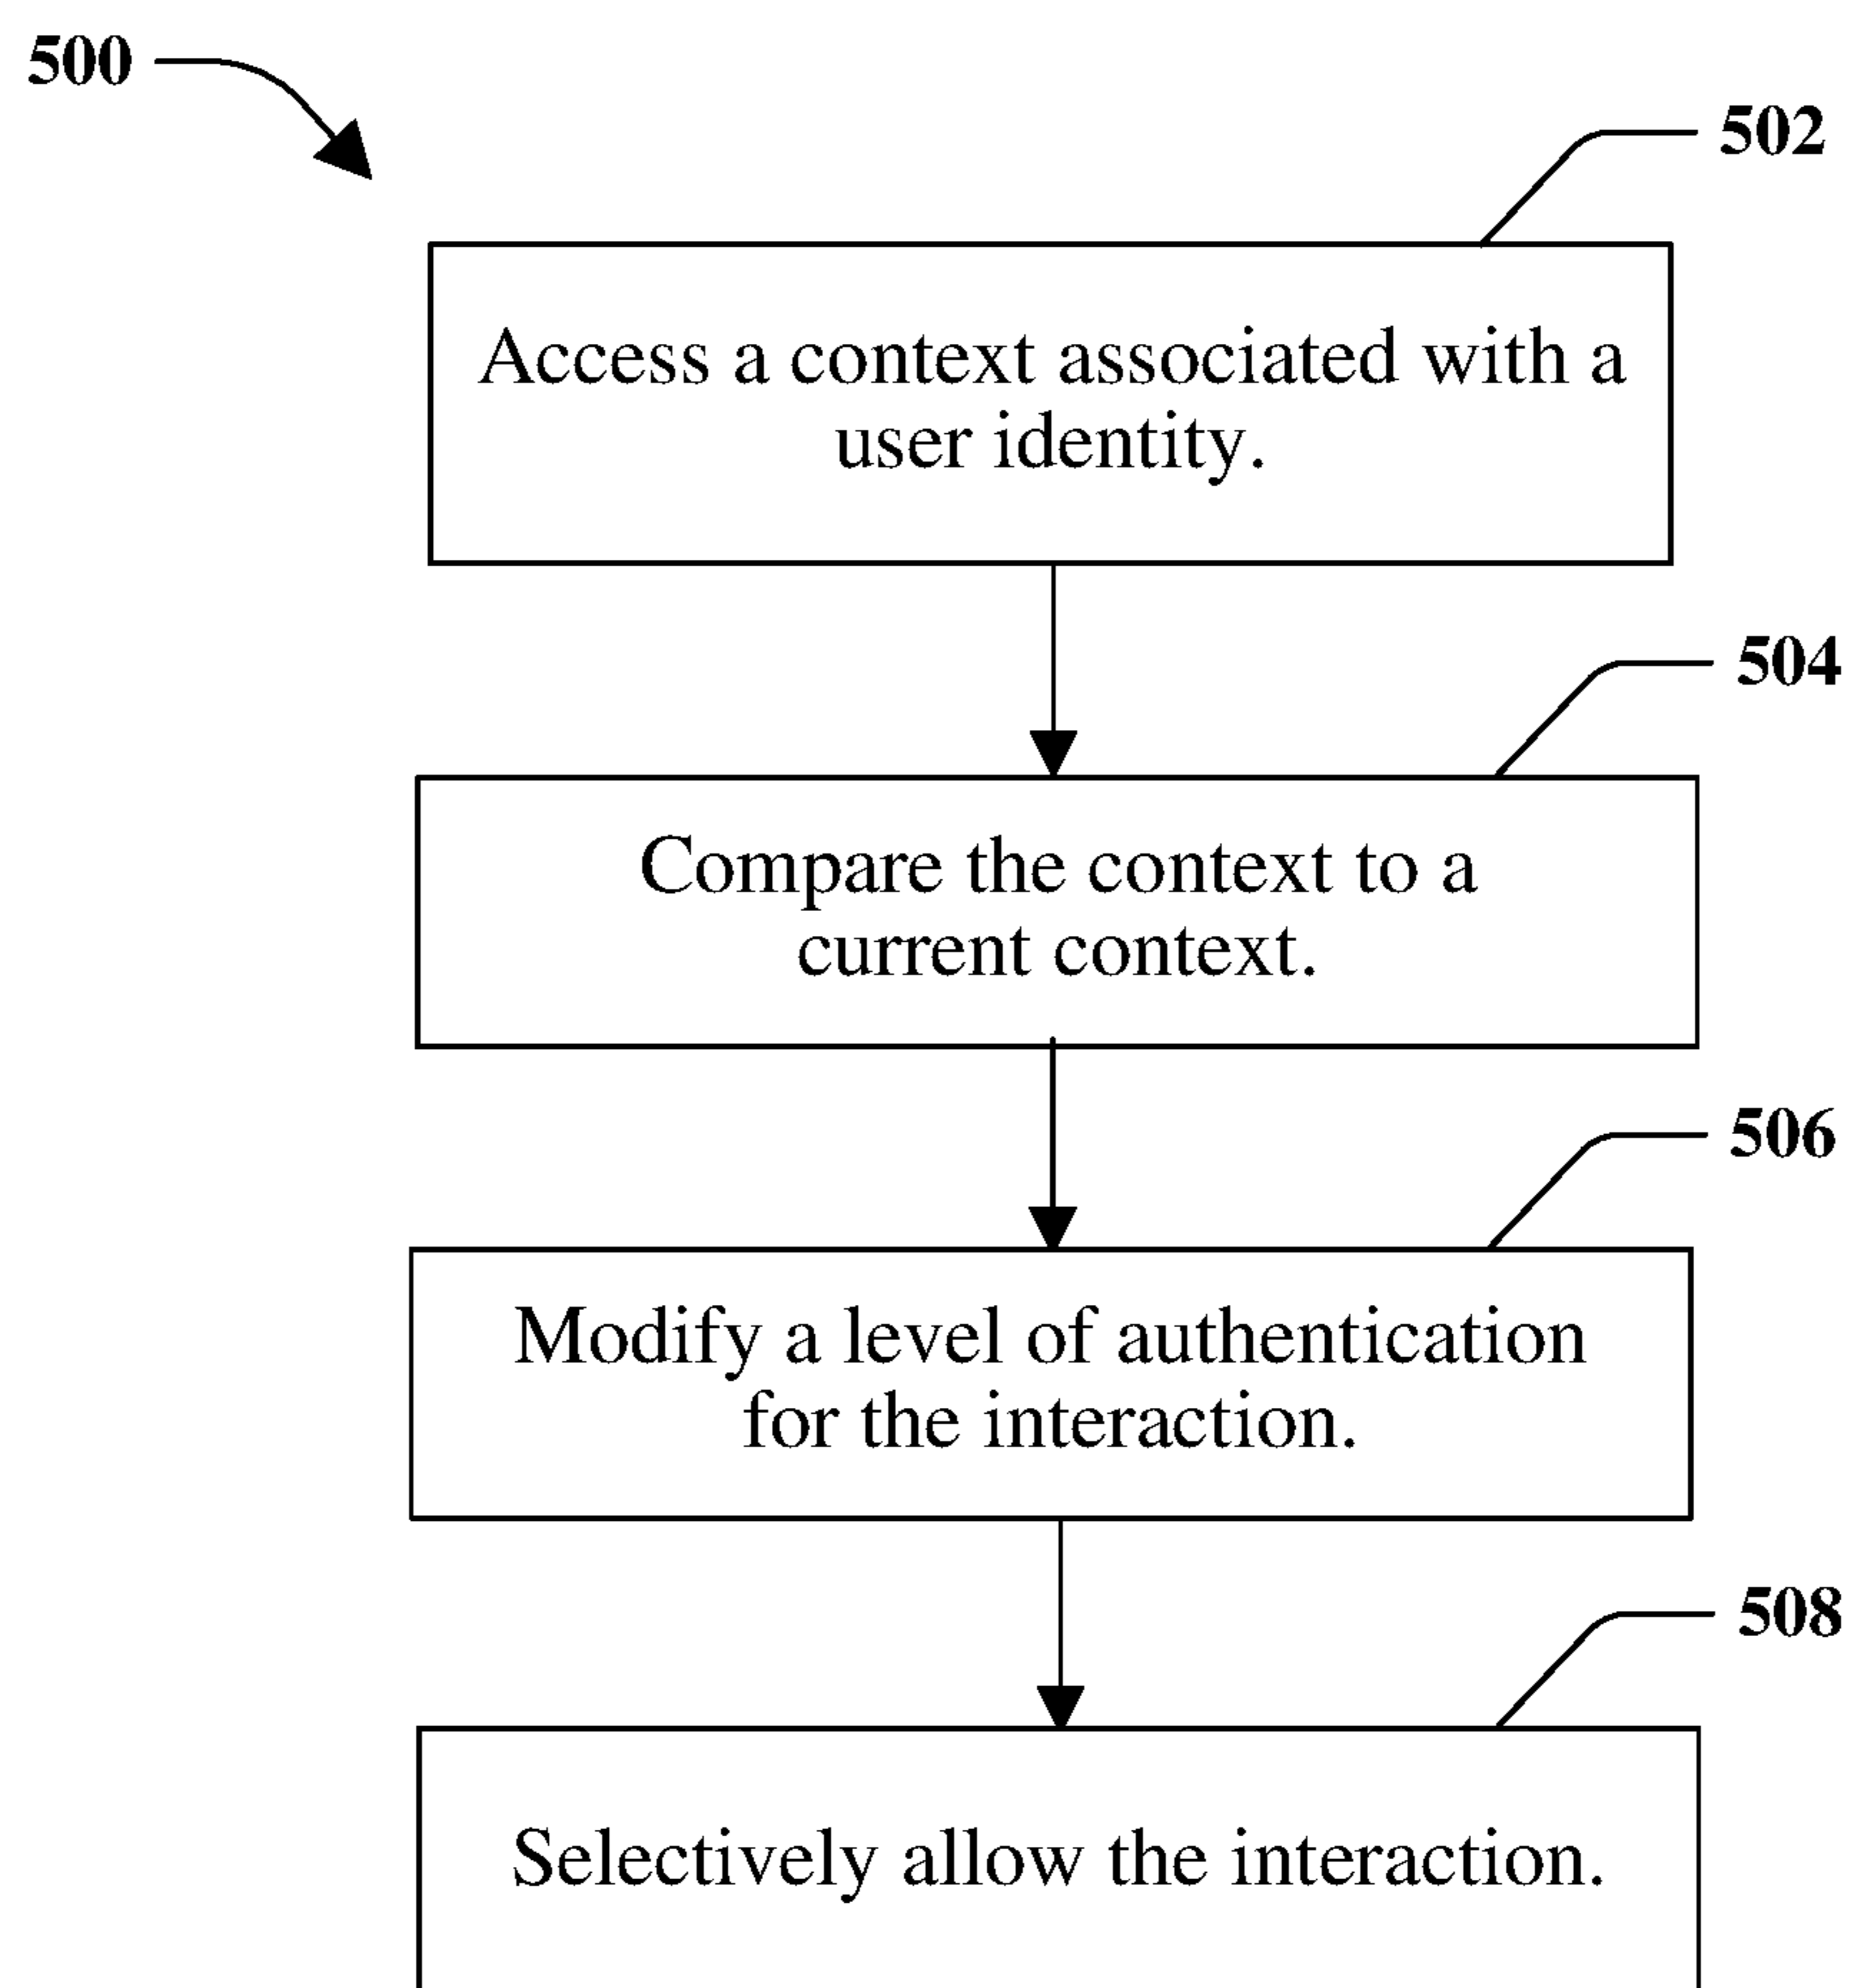 500
502
Access a context associated with a
user identity.
504
Compare the context to a
current context.
506
Modify a level of authentication
for the interaction.
508
Selectively allow the interaction.